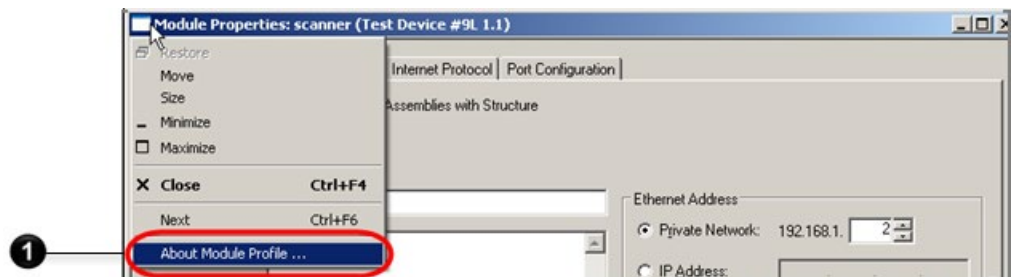 Module Properties: scanner (Test Device #9L 1.1)
Restore
Move
Size
Minimize
Maximize
Close Ctrl+F4
Next Ctrl+F6
About Module Profile ...
Internet Protocol Port Configuration
Assemblies with Structure
Ethernet Address
Private Network: 192.168.1. 2
IP Address:
1